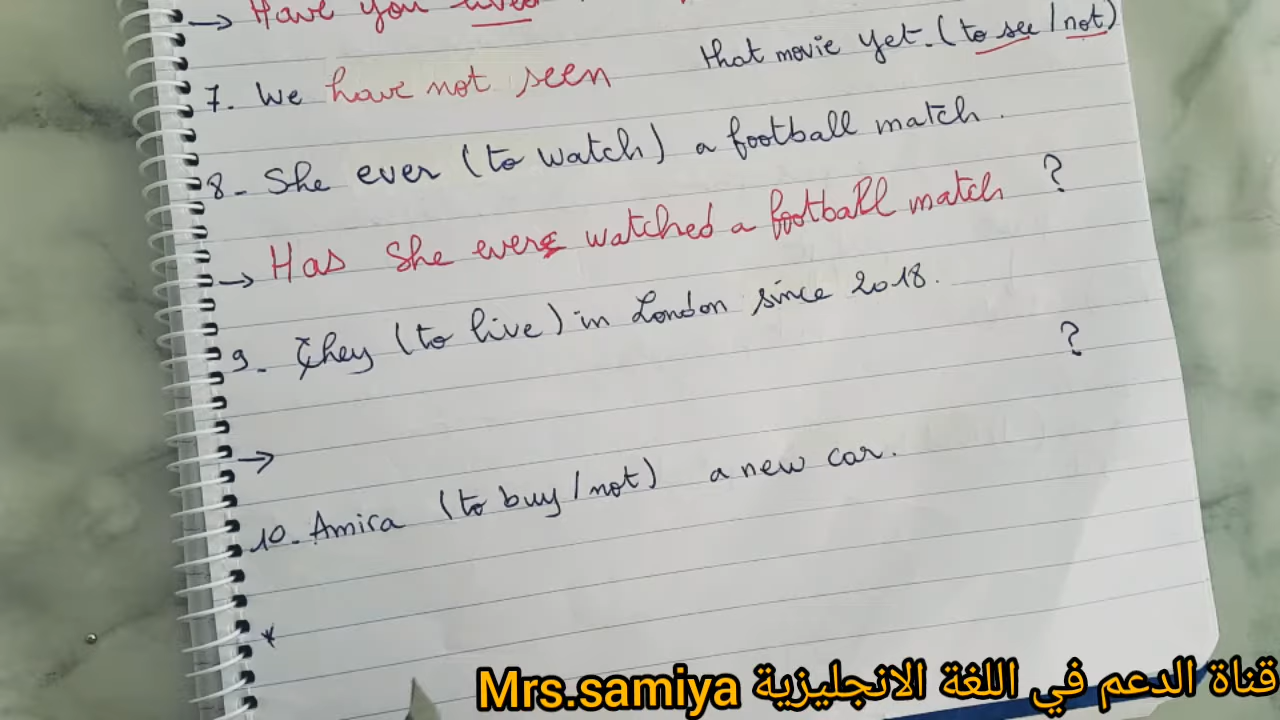 → Have you lived
7. We have not seen that movie yet. (to see / not)
8- She ever (to watch) a football match.
→ Has she ever watched a football match ?
9- They (to live) in London since 2018.
?
→
10. Amira (to buy / not) a new car.
*
Mrs.samiya قناة الدعم في اللغة الانجليزية